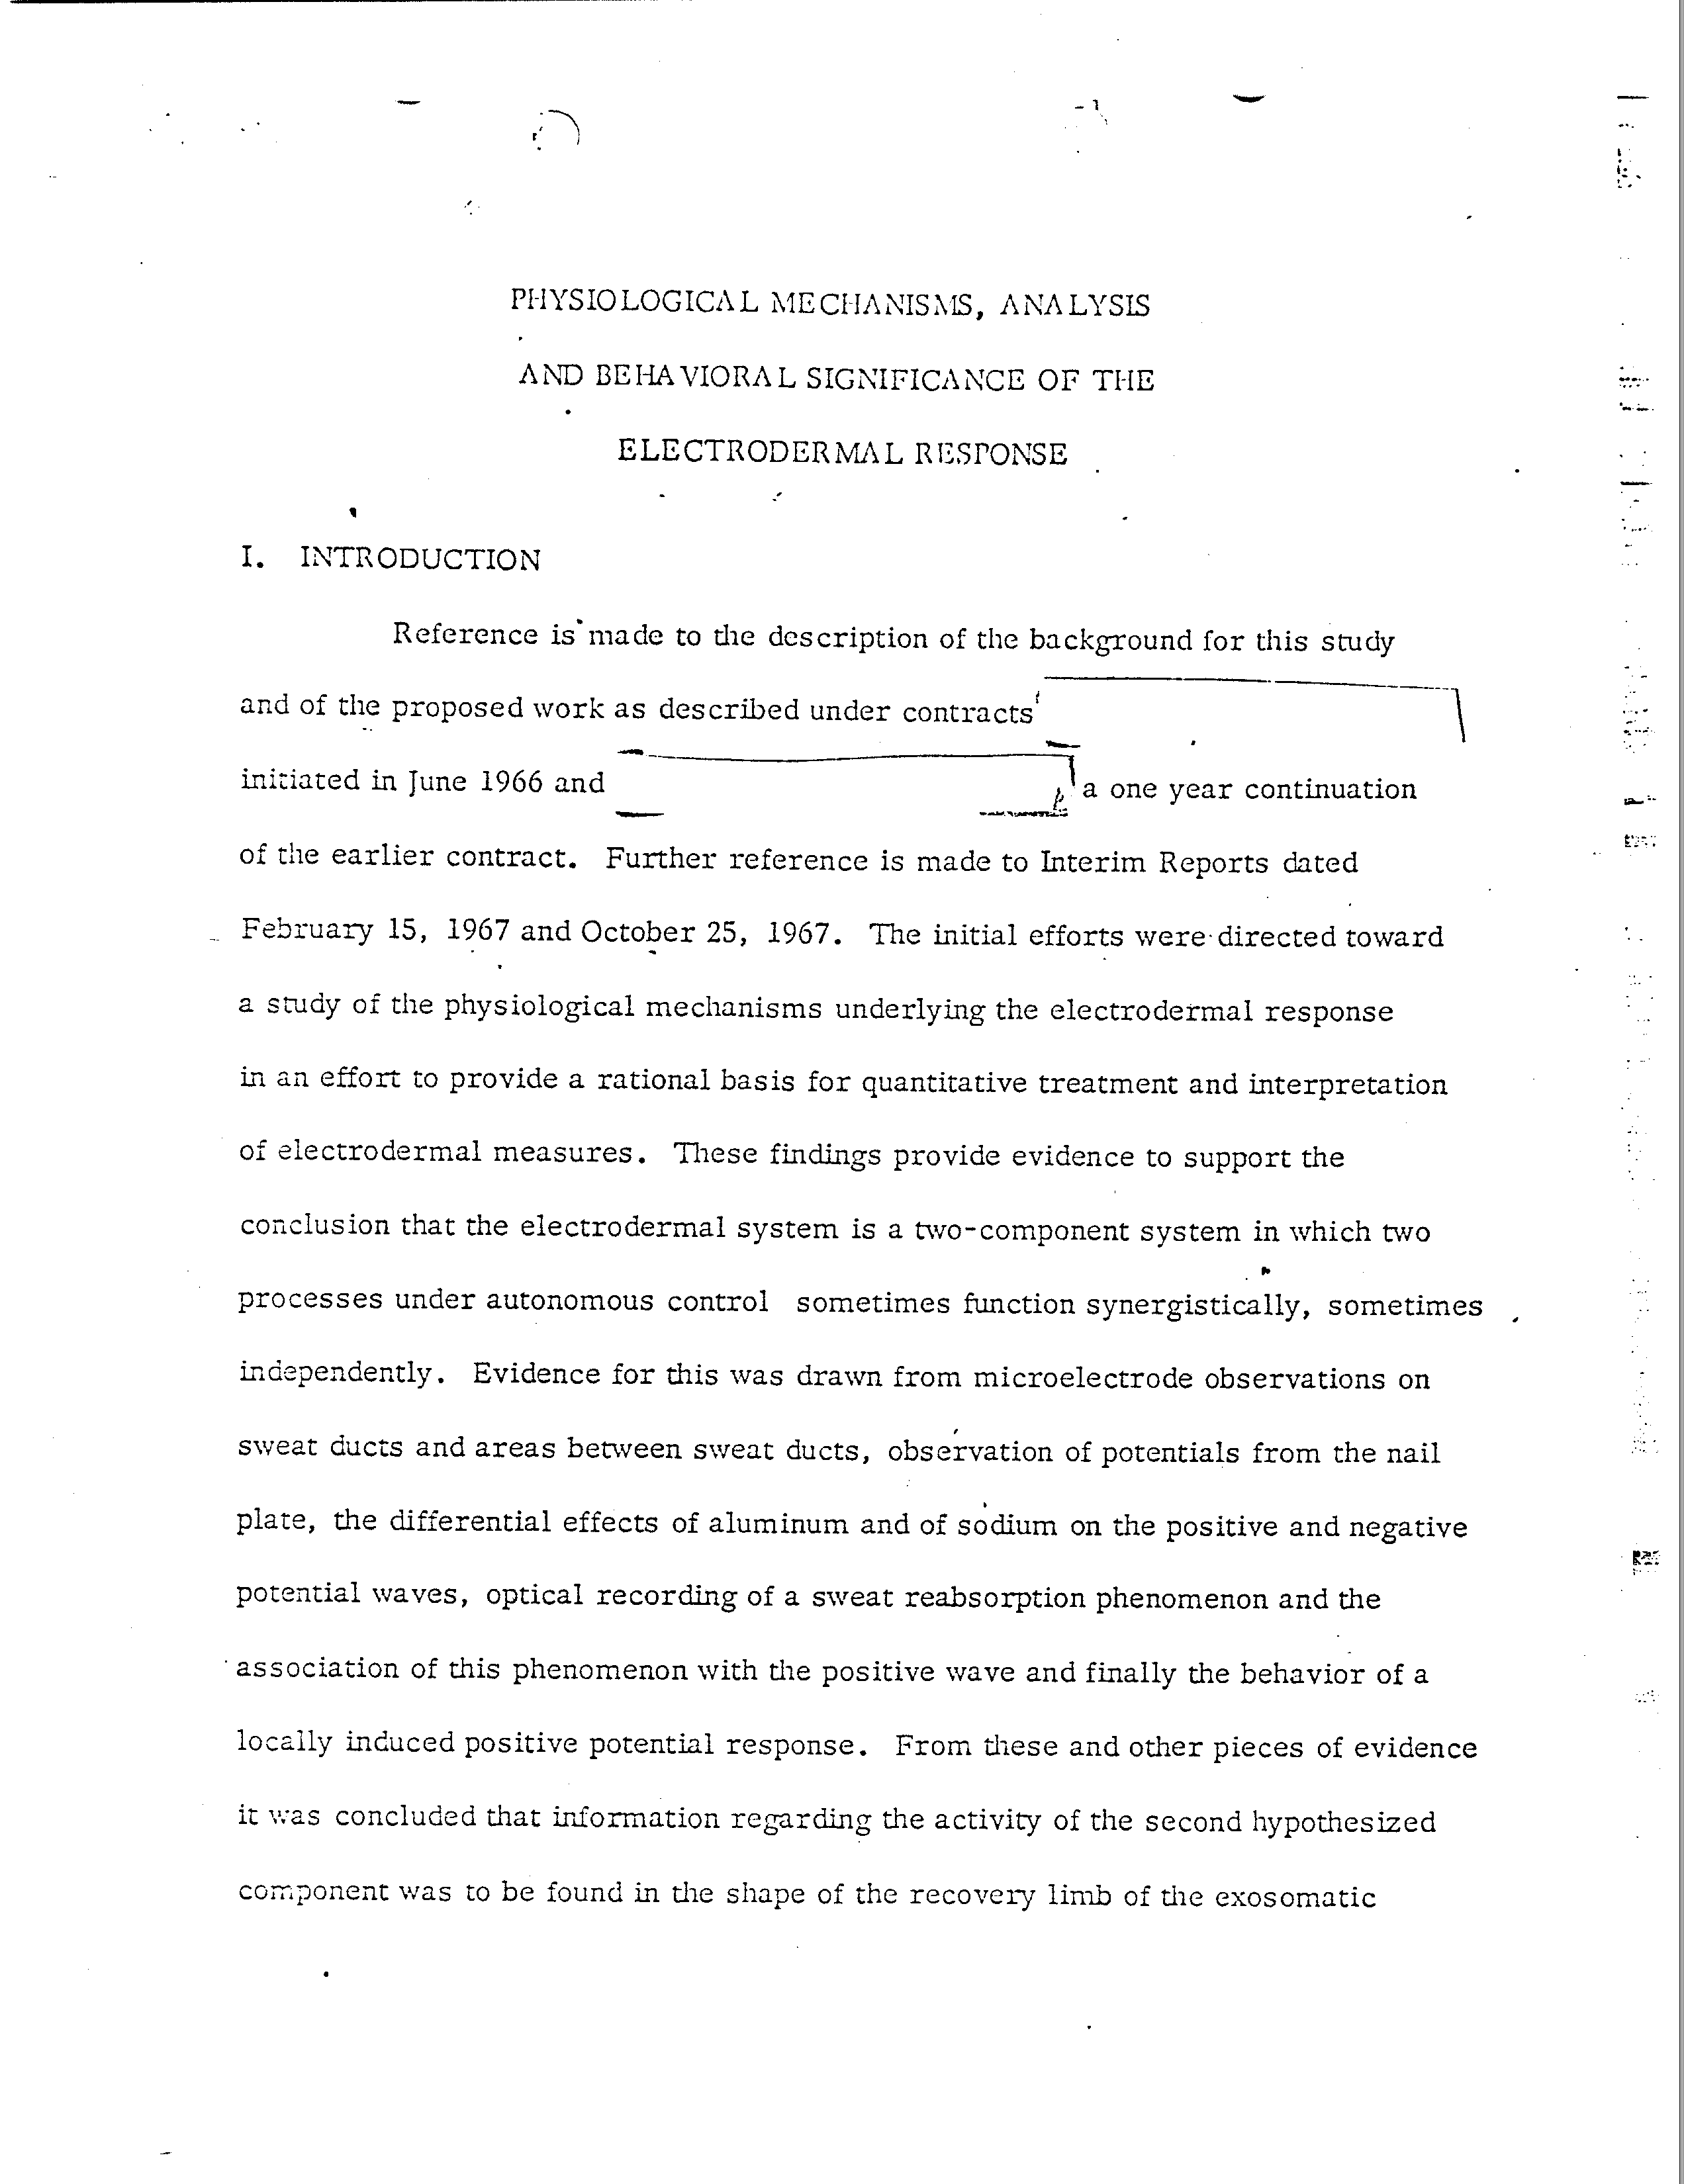 PHYSIOLOGICAL MECHANISMS, ANALYSIS
AND BEHAVIORAL SIGNIFICANCE OF THE
ELECTRODERMAL RESPONSE
I. INTRODUCTION
Reference is made to the description of the background for this study
and of the proposed work as described under contracts
initiated in June 1966 and , a one year continuation
of the earlier contract. Further reference is made to Interim Reports dated
February 15, 1967 and October 25, 1967. The initial efforts were directed toward
a study of the physiological mechanisms underlying the electrodermal response
in an effort to provide a rational basis for quantitative treatment and interpretation
of electrodermal measures. These findings provide evidence to support the
conclusion that the electrodermal system is a two-component system in which two
processes under autonomous control sometimes function synergistically, sometimes
independently. Evidence for this was drawn from microelectrode observations on
sweat ducts and areas between sweat ducts, observation of potentials from the nail
plate, the differential effects of aluminum and of sodium on the positive and negative
potential waves, optical recording of a sweat reabsorption phenomenon and the
association of this phenomenon with the positive wave and finally the behavior of a
locally induced positive potential response. From these and other pieces of evidence
it was concluded that information regarding the activity of the second hypothesized
component was to be found in the shape of the recovery limb of the exosomatic